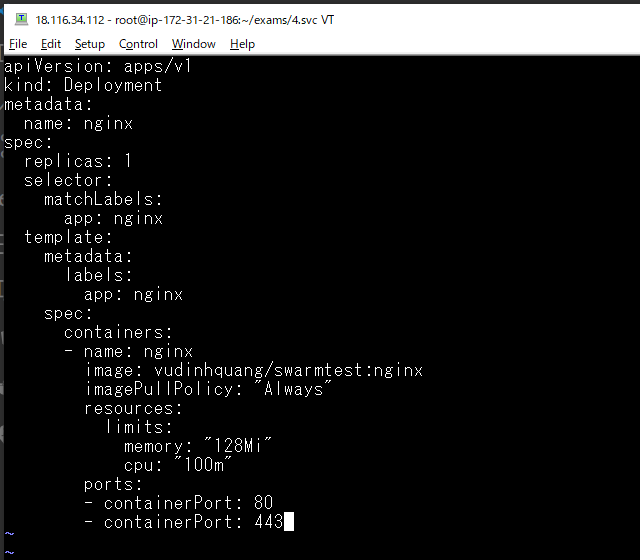 18.116.34.112 - root@ip-172-31-21-186:~/exams/4.svc VT
File Edit Setup Control Window Help
apiVersion: apps/v1
kind: Deployment
metadata:
  name: nginx
spec:
  replicas: 1
  selector:
    matchLabels:
      app: nginx
  template:
    metadata:
      labels:
        app: nginx
    spec:
      containers:
      - name: nginx
        image: vudinhquang/swarmtest:nginx
        imagePullPolicy: "Always"
        resources:
          limits:
            memory: "128Mi"
            cpu: "100m"
        ports:
        - containerPort: 80
        - containerPort: 443
~
~